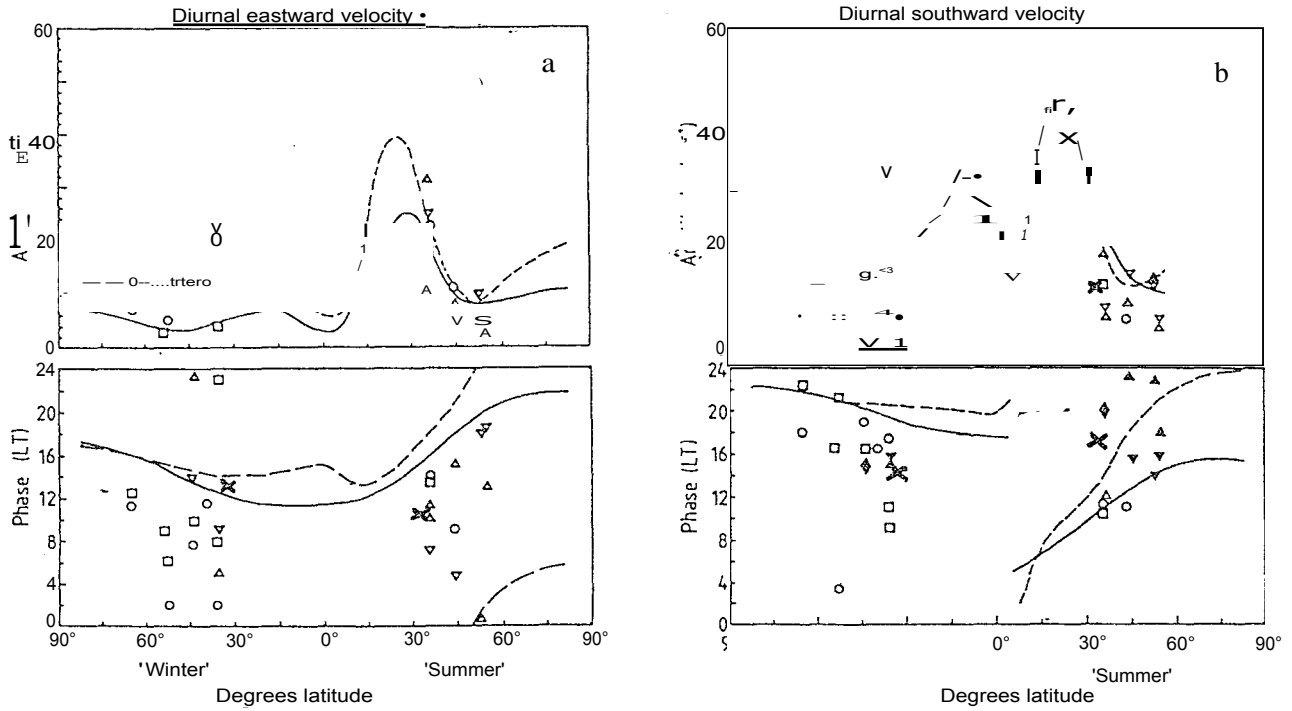 Diurnal eastward velocity
60
a
40
20
0
24
20
16
12
8
4
0
Phase (LT)
90° 60° 30° 0° 30° 60° 90°
'Winter' 'Summer'
Degrees latitude
Diurnal southward velocity
60
b
40
20
0
24
20
16
12
8
4
0
Phase (LT)
0° 30° 60° 90°
'Summer'
Degrees latitude